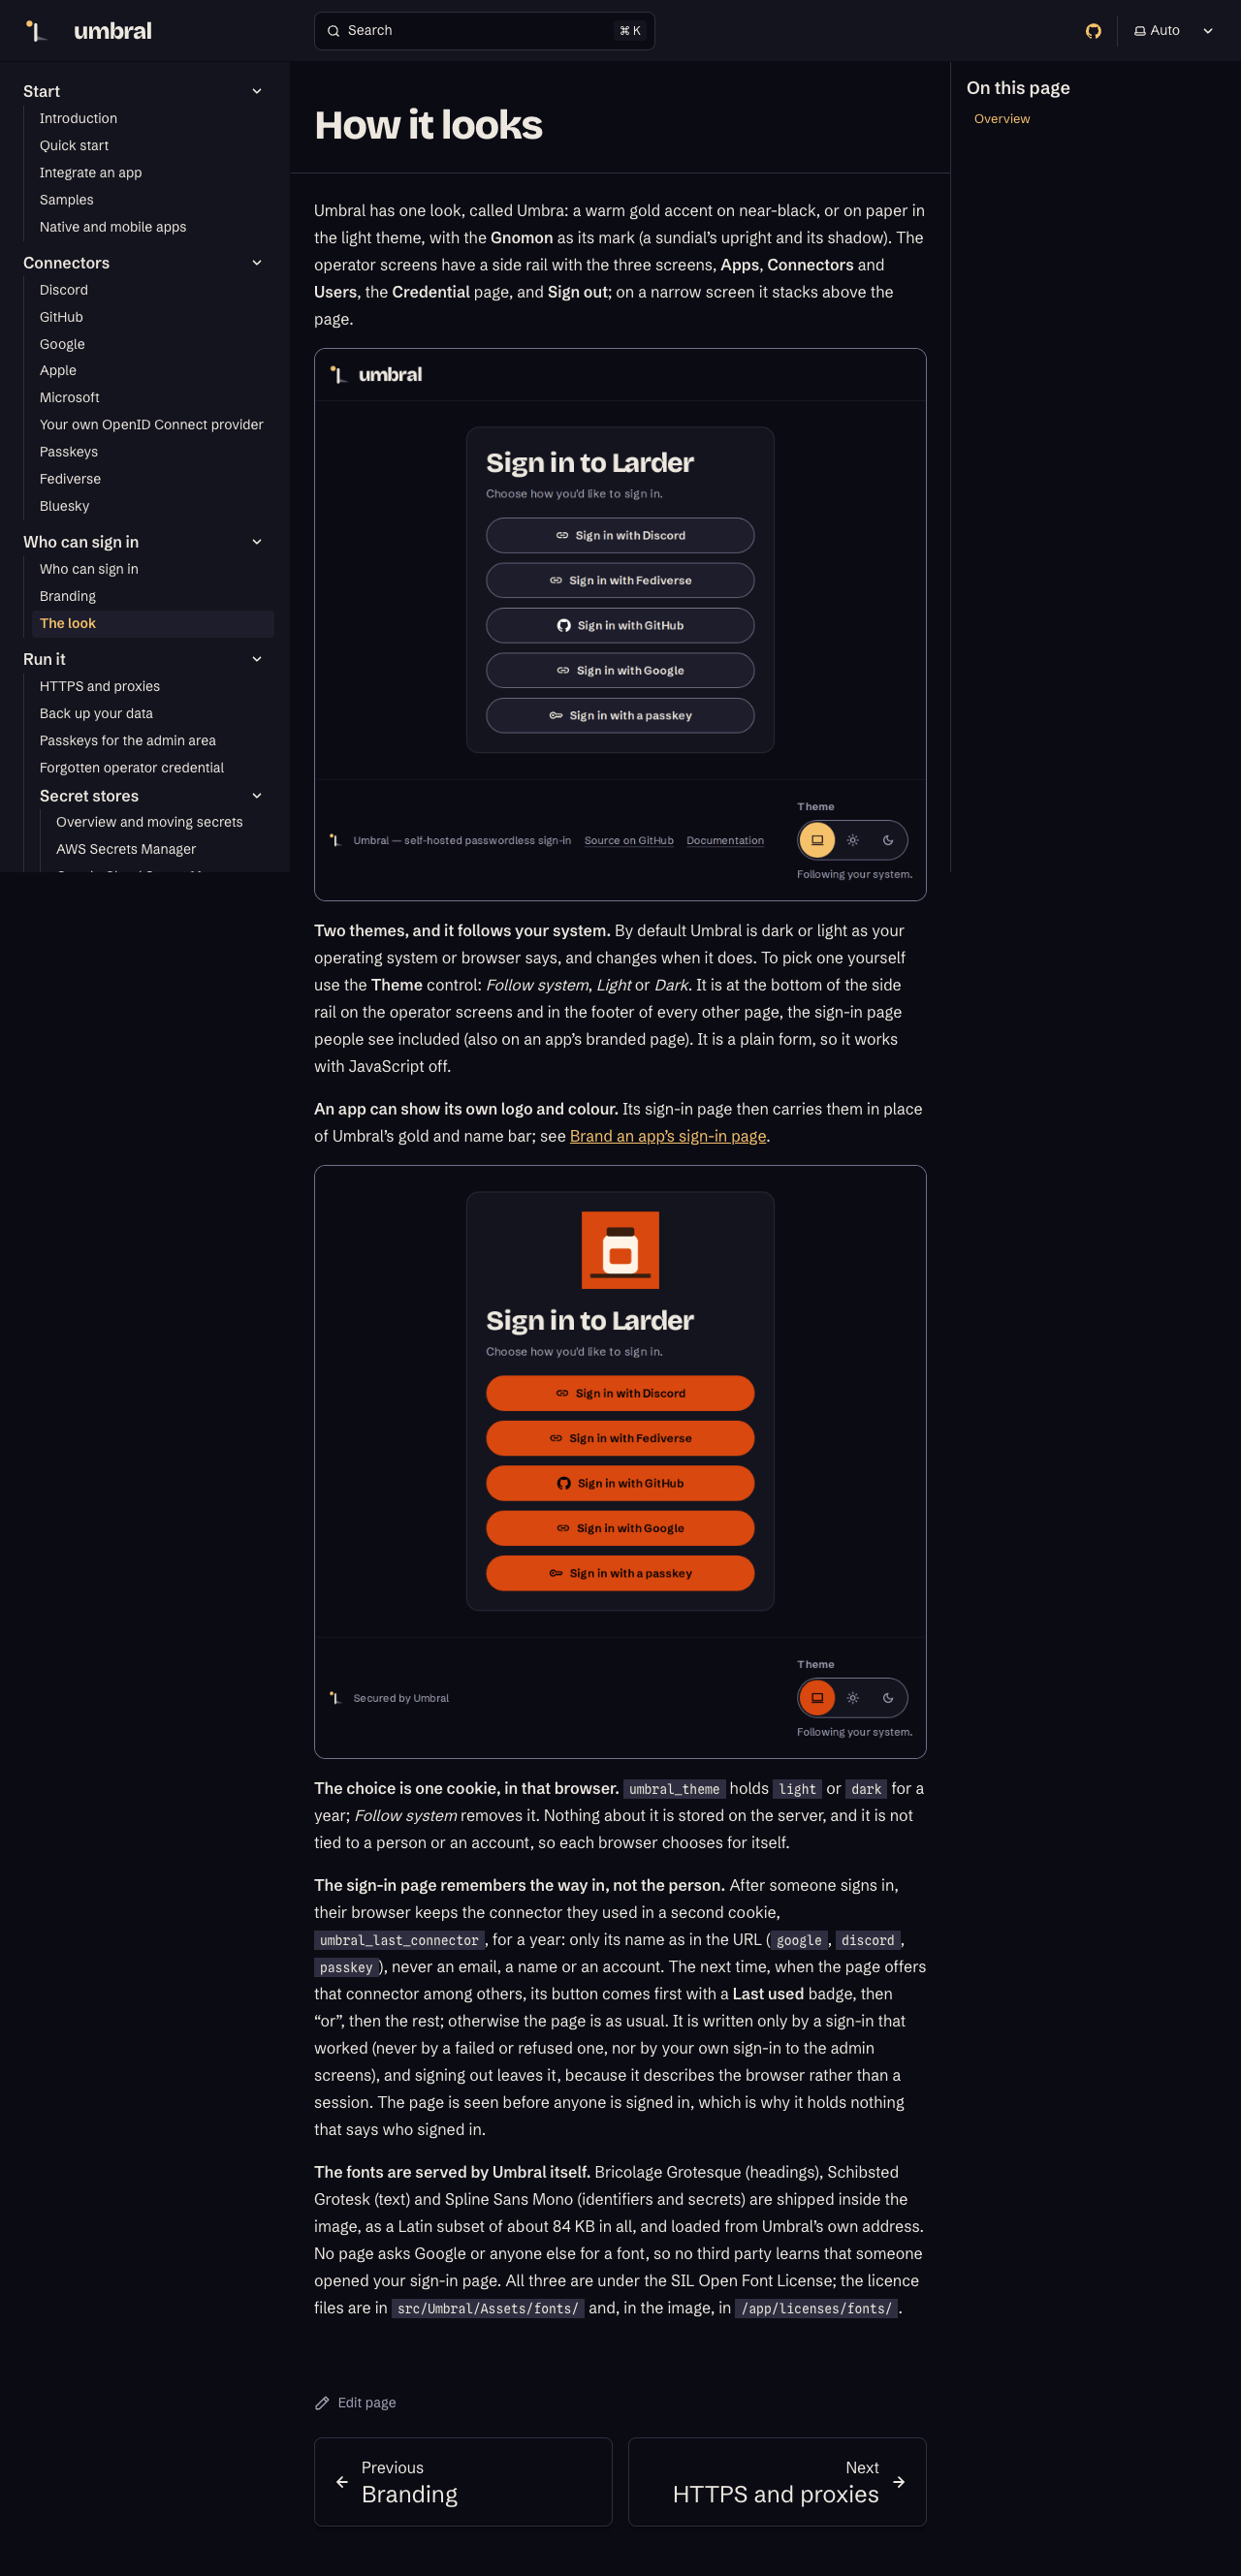 umbral
Search
⌘ K
Auto
Start
Introduction
Quick start
Integrate an app
Samples
Native and mobile apps
Connectors
Discord
GitHub
Google
Apple
Microsoft
Your own OpenID Connect provider
Passkeys
Fediverse
Bluesky
Who can sign in
Who can sign in
Branding
The look
Run it
HTTPS and proxies
Back up your data
Passkeys for the admin area
Forgotten operator credential
Secret stores
Overview and moving secrets
AWS Secrets Manager
On this page
Overview
How it looks
Umbral has one look, called Umbra: a warm gold accent on near-black, or on paper in
the light theme, with the Gnomon as its mark (a sundial’s upright and its shadow). The
operator screens have a side rail with the three screens, Apps, Connectors and
Users, the Credential page, and Sign out; on a narrow screen it stacks above the
page.
umbral
Sign in to Larder
Choose how you'd like to sign in.
Sign in with Discord
Sign in with Fediverse
Sign in with GitHub
Sign in with Google
Sign in with a passkey
Umbral — self-hosted passwordless sign-in
Source on GitHub
Documentation
Theme
Following your system.
Two themes, and it follows your system. By default Umbral is dark or light as your
operating system or browser says, and changes when it does. To pick one yourself
use the Theme control: Follow system, Light or Dark. It is at the bottom of the side
rail on the operator screens and in the footer of every other page, the sign-in page
people see included (also on an app’s branded page). It is a plain form, so it works
with JavaScript off.
An app can show its own logo and colour. Its sign-in page then carries them in place
of Umbral’s gold and name bar; see Brand an app’s sign-in page.
Sign in to Larder
Choose how you'd like to sign in.
Sign in with Discord
Sign in with Fediverse
Sign in with GitHub
Sign in with Google
Sign in with a passkey
Secured by Umbral
Theme
Following your system.
The choice is one cookie, in that browser. umbral_theme holds light or dark for a
year; Follow system removes it. Nothing about it is stored on the server, and it is not
tied to a person or an account, so each browser chooses for itself.
The sign-in page remembers the way in, not the person. After someone signs in,
their browser keeps the connector they used in a second cookie,
umbral_last_connector, for a year: only its name as in the URL (google, discord,
passkey), never an email, a name or an account. The next time, when the page offers
that connector among others, its button comes first with a Last used badge, then
“or”, then the rest; otherwise the page is as usual. It is written only by a sign-in that
worked (never by a failed or refused one, nor by your own sign-in to the admin
screens), and signing out leaves it, because it describes the browser rather than a
session. The page is seen before anyone is signed in, which is why it holds nothing
that says who signed in.
The fonts are served by Umbral itself. Bricolage Grotesque (headings), Schibsted
Grotesk (text) and Spline Sans Mono (identifiers and secrets) are shipped inside the
image, as a Latin subset of about 84 KB in all, and loaded from Umbral’s own address.
No page asks Google or anyone else for a font, so no third party learns that someone
opened your sign-in page. All three are under the SIL Open Font License; the licence
files are in src/Umbral/Assets/fonts/ and, in the image, in /app/licenses/fonts/.
Edit page
Previous
Branding
Next
HTTPS and proxies